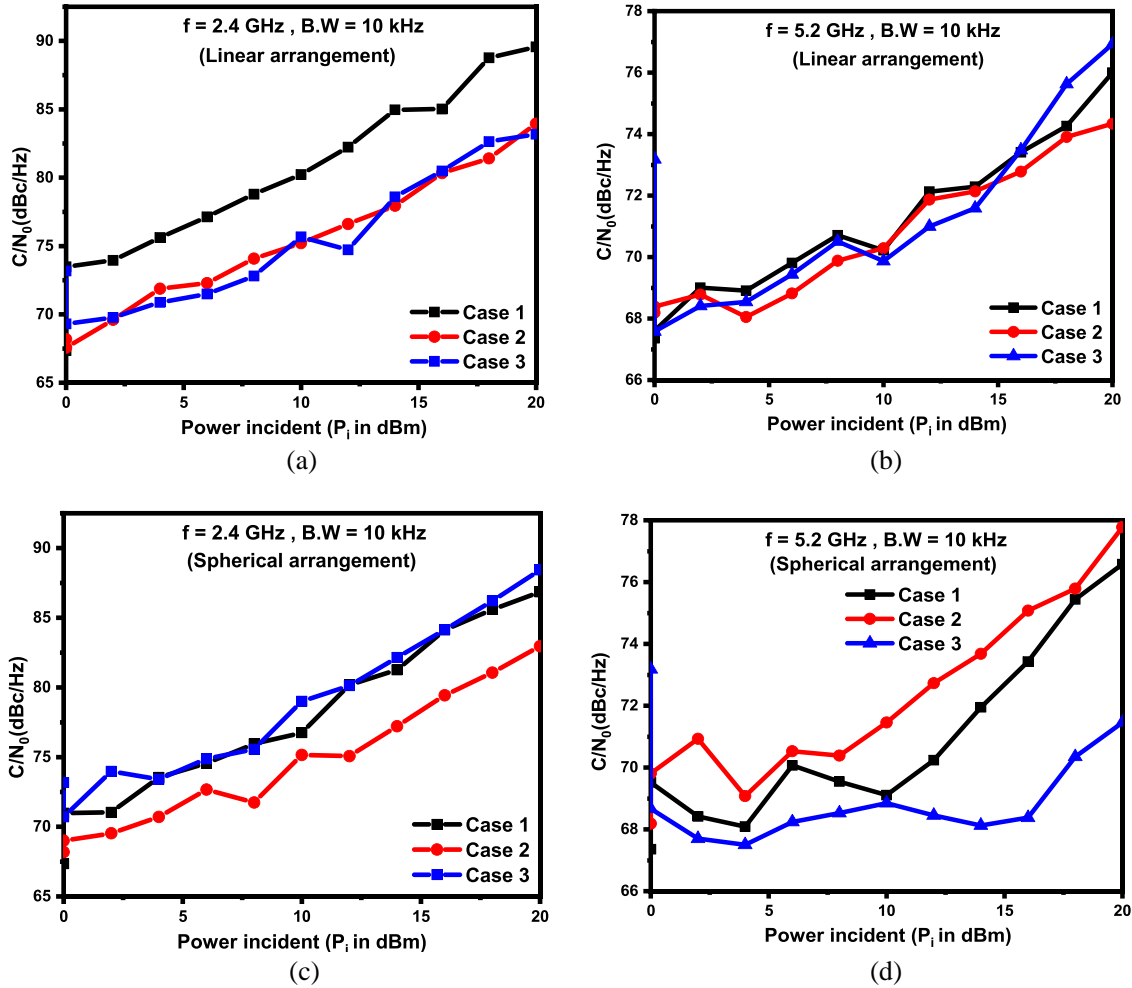 f = 2.4 GHz , B.W = 10 kHz
(Linear arrangement)
90
85
80
75
70
65
C/N0(dBc/Hz)
Case 1
Case 2
Case 3
0 5 10 15 20
Power incident (Pi in dBm)
(a)
f = 5.2 GHz , B.W = 10 kHz
(Linear arrangement)
78
76
74
72
70
68
66
C/N0(dBc/Hz)
Case 1
Case 2
Case 3
0 5 10 15 20
Power incident (Pi in dBm)
(b)
f = 2.4 GHz , B.W = 10 kHz
(Spherical arrangement)
90
85
80
75
70
65
C/N0(dBc/Hz)
Case 1
Case 2
Case 3
0 5 10 15 20
Power incident (Pi in dBm)
(c)
f = 5.2 GHz , B.W = 10 kHz
(Spherical arrangement)
78
76
74
72
70
68
66
C/N0(dBc/Hz)
Case 1
Case 2
Case 3
0 5 10 15 20
Power incident (Pi in dBm)
(d)